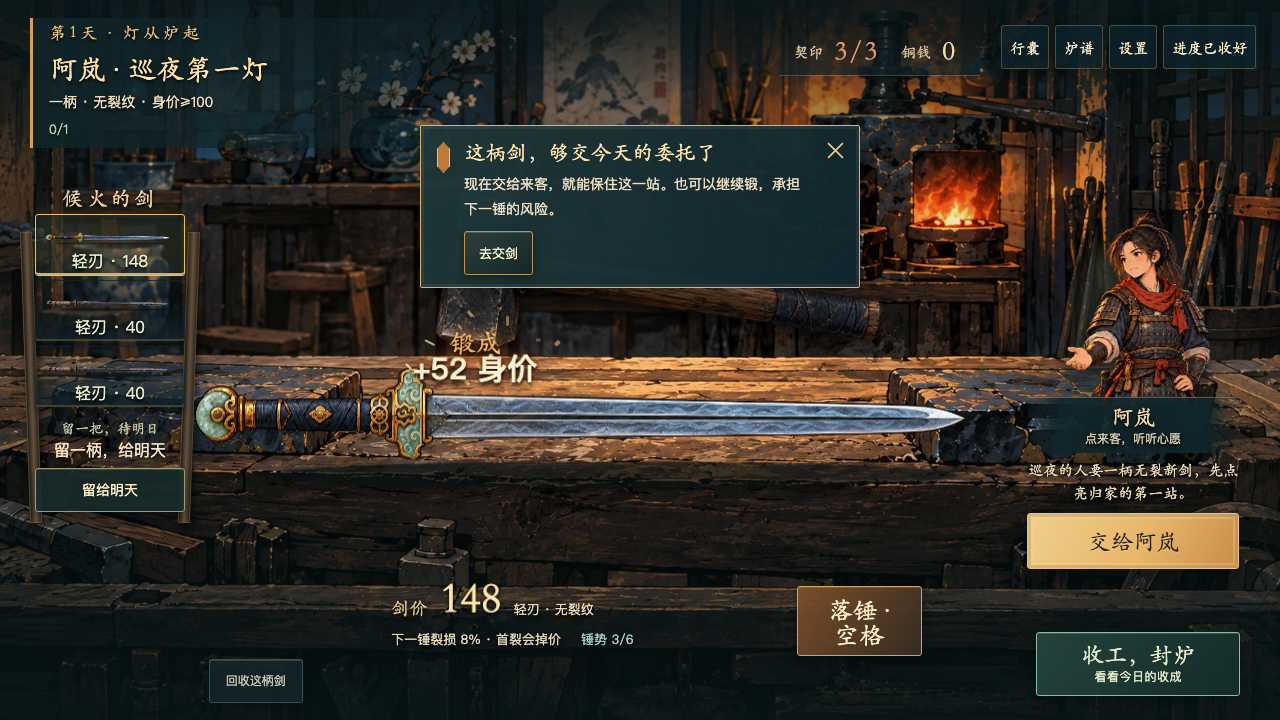 第1天 · 灯从炉起
阿岚 · 巡夜第一灯
一柄 · 无裂纹 · 身价≥100
0/1
契印 3/3 铜钱 0
行囊
炉谱
设置
进度已收好
这柄剑，够交今天的委托了
现在交给来客，就能保住这一站。也可以继续锻，承担
下一锤的风险。
去交剑
候火的剑
轻刃 · 148
轻刃 · 40
轻刃 · 40
留一把，待明日
留一柄，给明天
留给明天
锻成
+52 身价
阿岚
点来客，听听心愿
巡夜的人要一柄无裂新剑，先点
亮归家的第一站。
交给阿岚
剑价 148 轻刃 · 无裂纹
下一锤裂损 8% · 首裂会掉价 锤势 3/6
落锤 ·
空格
收工，封炉
看看今日的收成
回收这柄剑